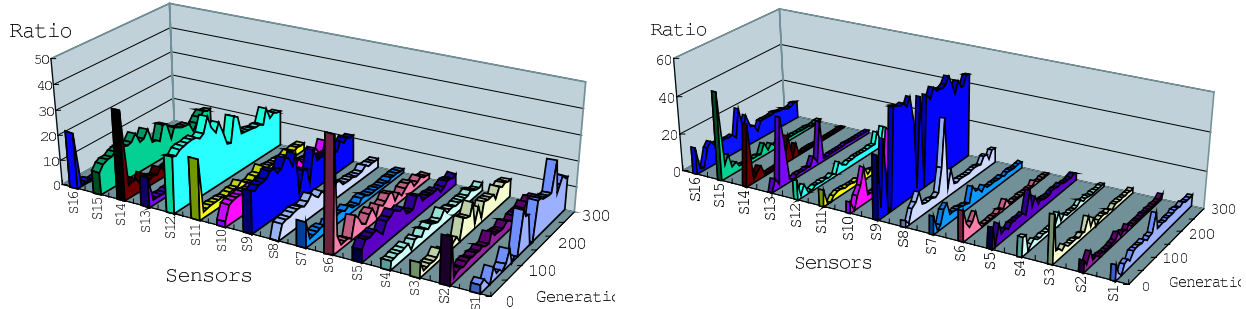 Ratio
50
40
30
20
10
0
S16
S15
S14
S13
S12
S11
S10
S9
S8
S7
S6
S5
S4
S3
S2
S1
Sensors
0
100
200
300
Generatio
Ratio
60
40
20
0
S16
S15
S14
S13
S12
S11
S10
S9
S8
S7
S6
S5
S4
S3
S2
S1
Sensors
0
100
200
300
Generatio